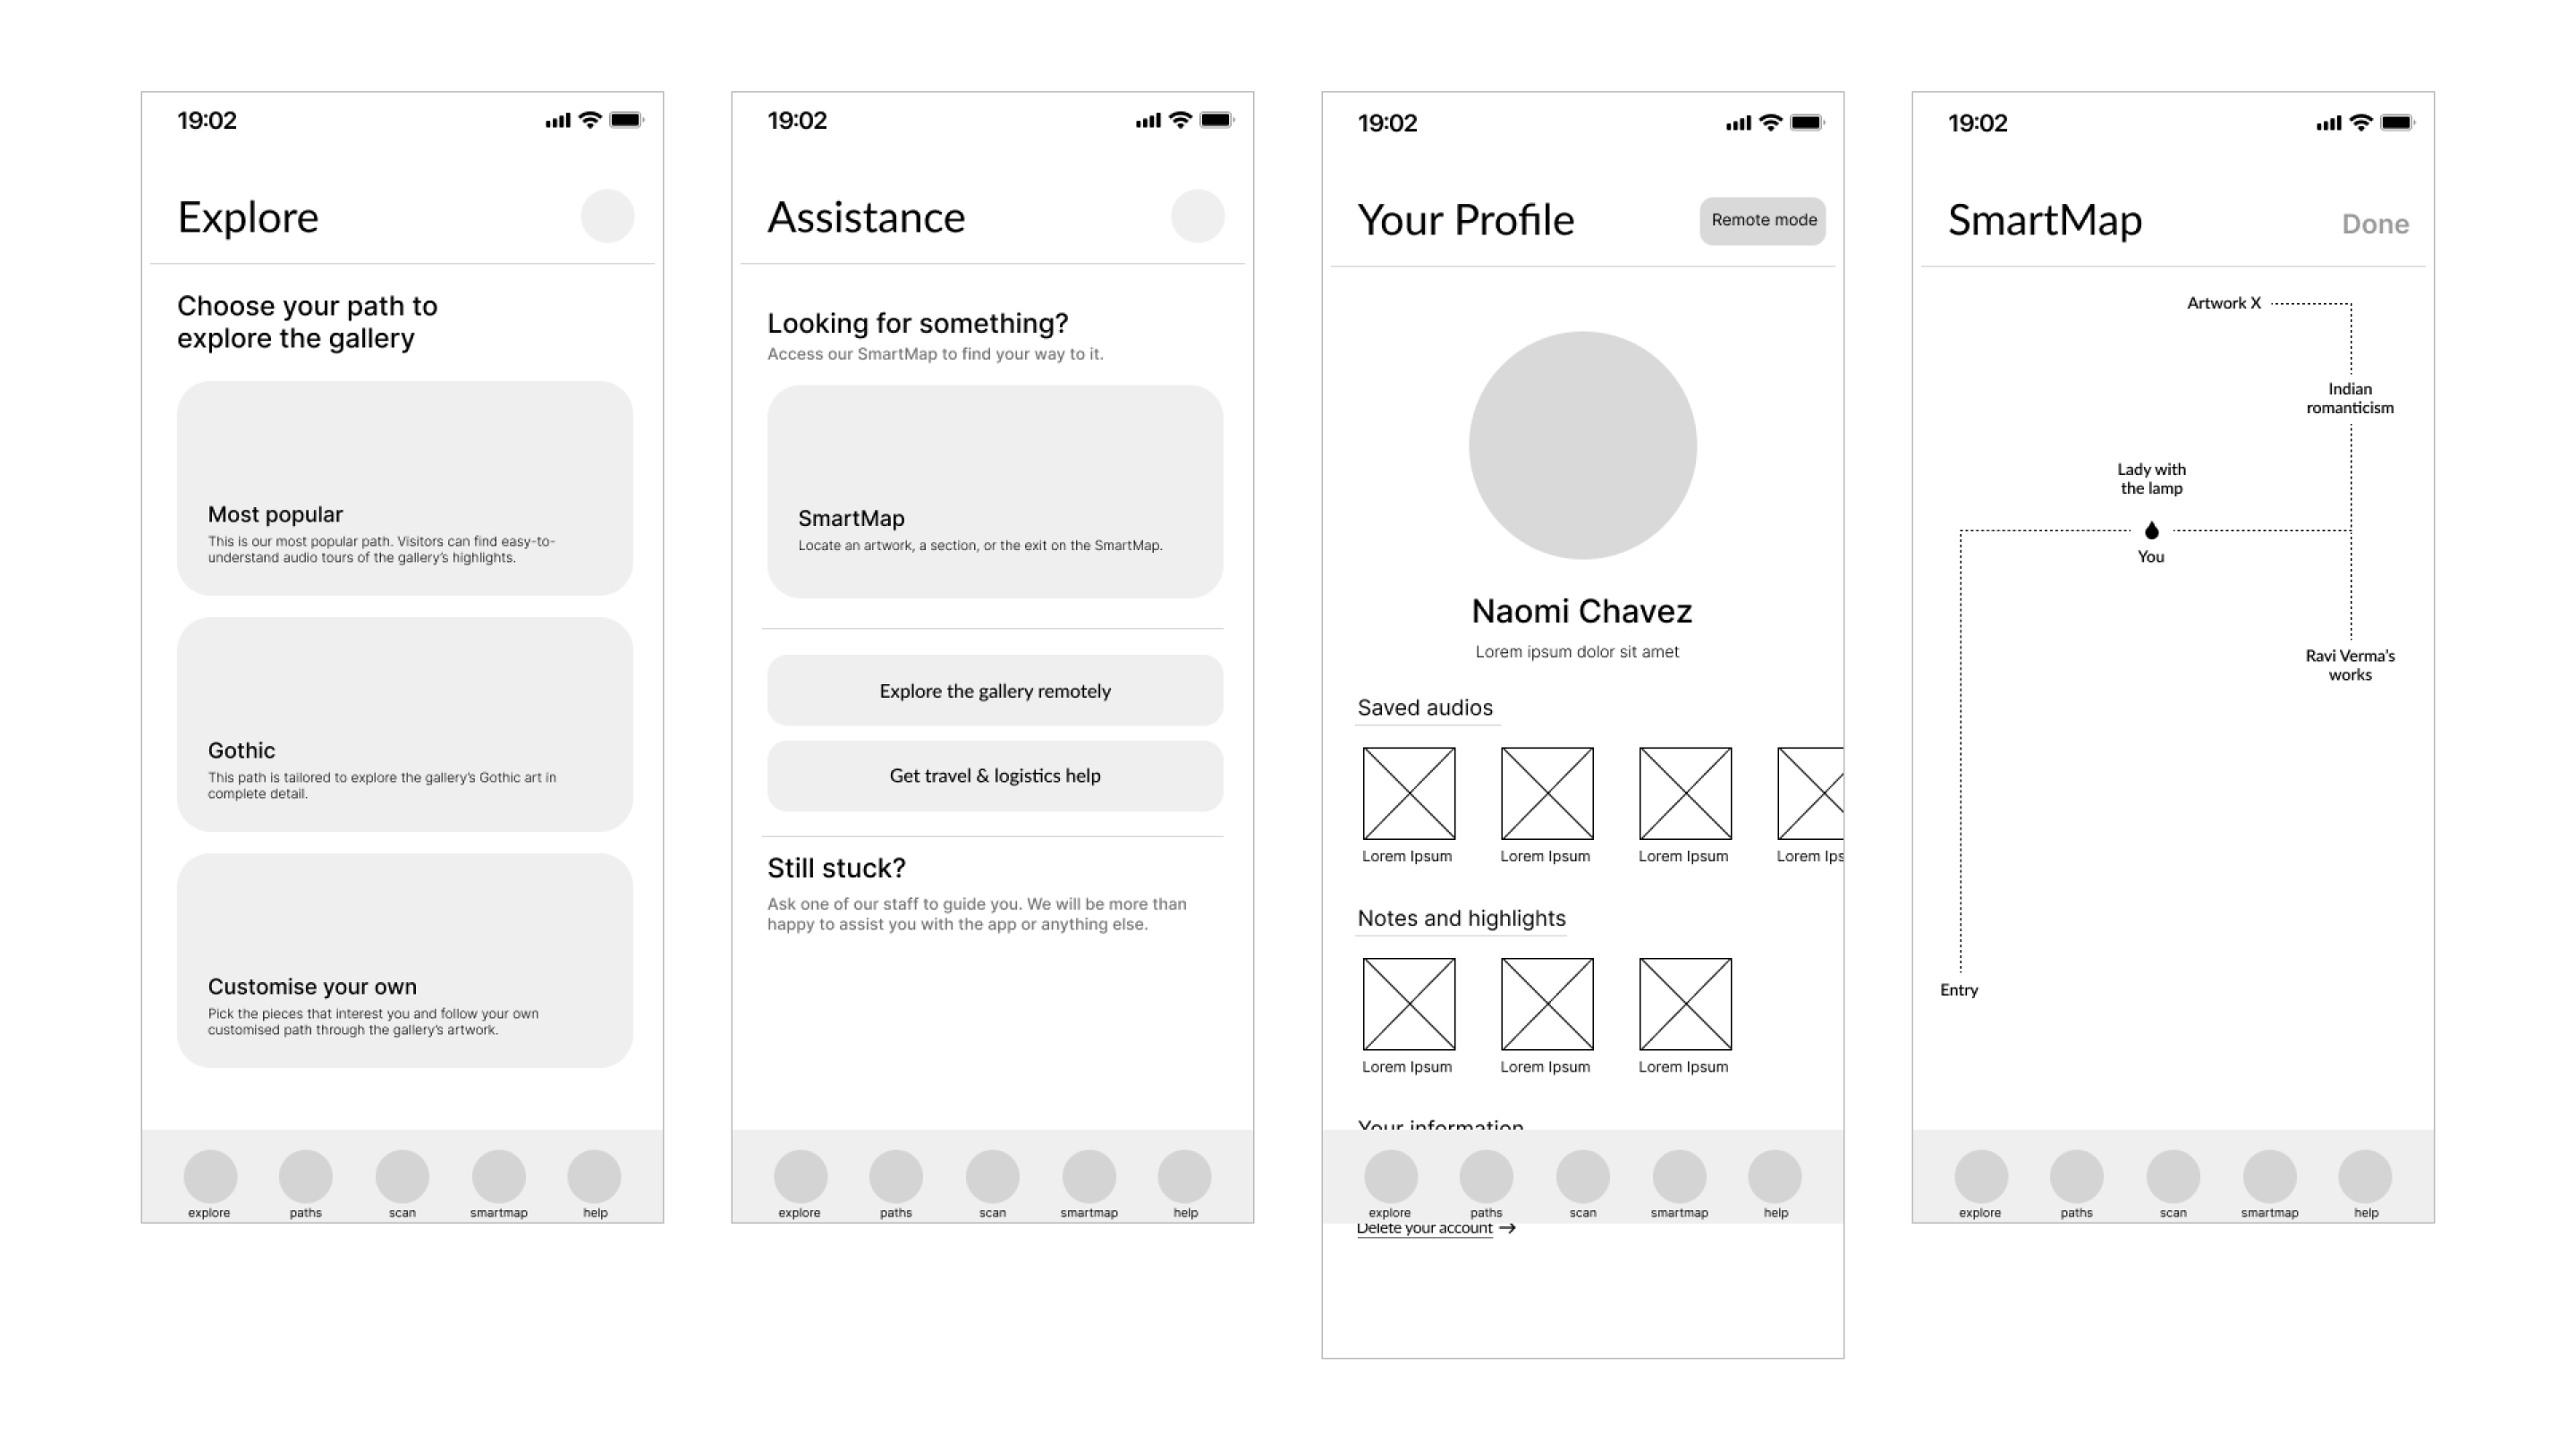 19:02
Explore
Choose your path to
explore the gallery
Most popular
This is our most popular path. Visitors can find easy-to-
understand audio tours of the gallery's highlights.
Gothic
This path is tailored to explore the gallery's Gothic art in
complete detail.
Customise your own
Pick the pieces that interest you and follow your own
customised path through the gallery's artwork.
explore paths scan smartmap help
19:02
Assistance
Looking for something?
Access our SmartMap to find your way to it.
SmartMap
Locate an artwork, a section, or the exit on the SmartMap.
Explore the gallery remotely
Get travel & logistics help
Still stuck?
Ask one of our staff to guide you. We will be more than
happy to assist you with the app or anything else.
explore paths scan smartmap help
19:02
Your Profile
Remote mode
Naomi Chavez
Lorem ipsum dolor sit amet
Saved audios
Lorem Ipsum Lorem Ipsum Lorem Ipsum Lorem Ips
Notes and highlights
Lorem Ipsum Lorem Ipsum Lorem Ipsum
Your information
explore paths scan smartmap help
Delete your account →
19:02
SmartMap
Done
Artwork X
Indian
romanticism
Lady with
the lamp
You
Ravi Verma's
works
Entry
explore paths scan smartmap help